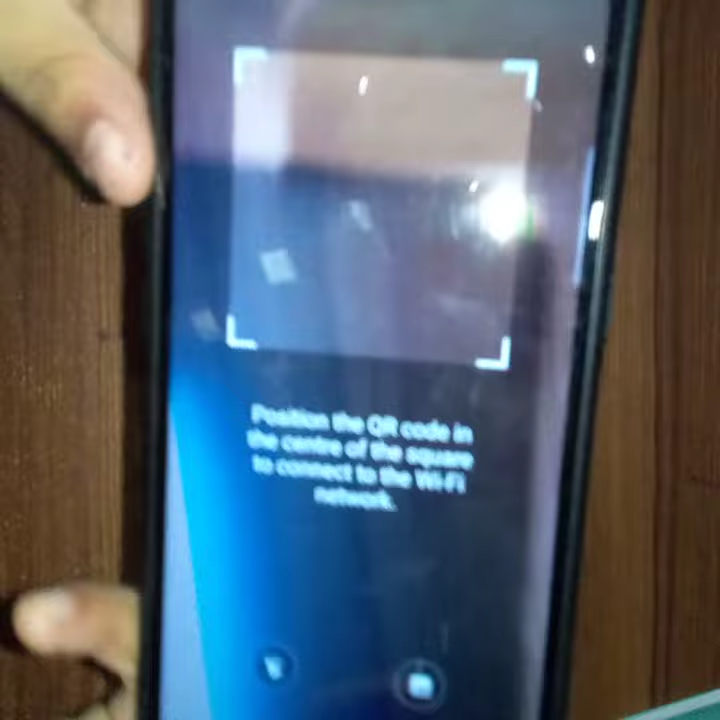 Position the QR code in
the centre of the square
to connect to the Wi-Fi
network.